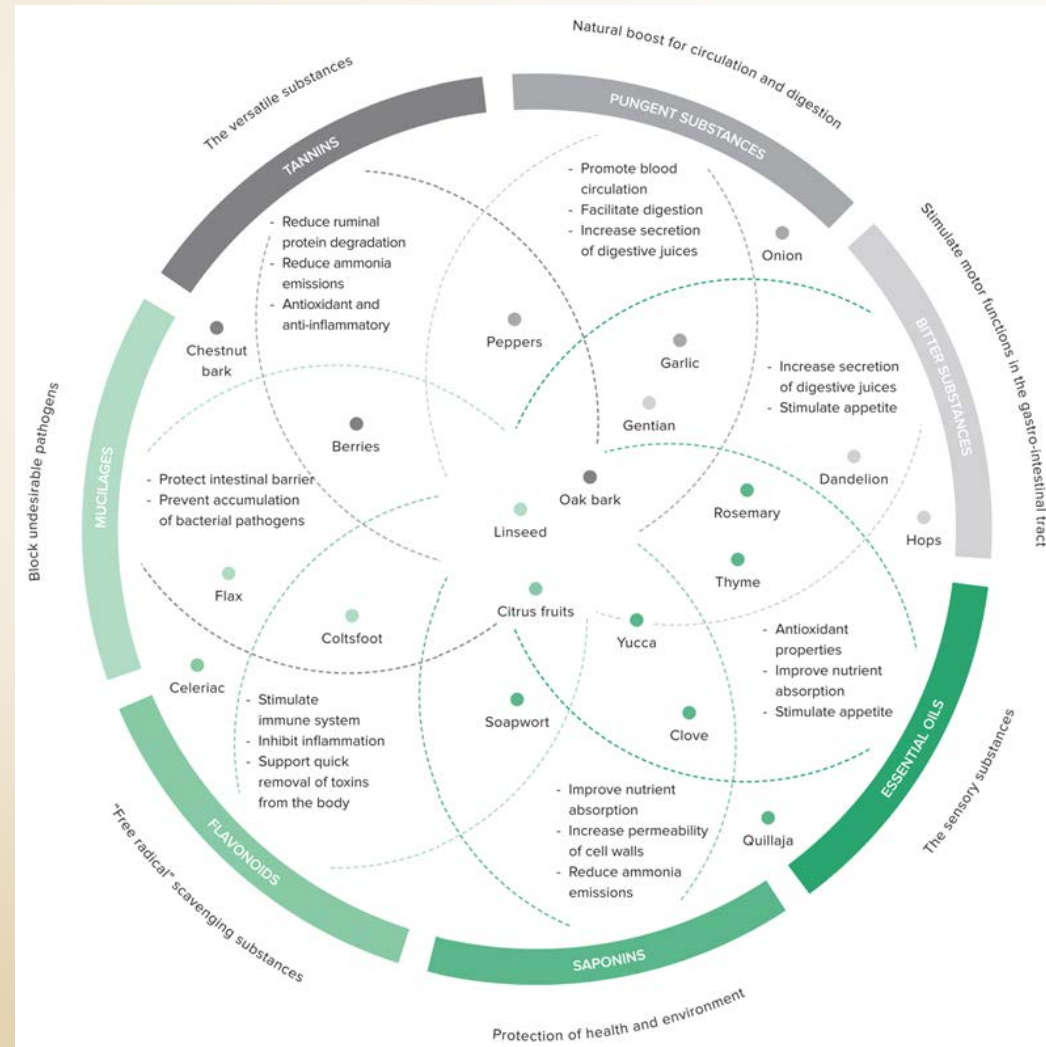 Natural boost for circulation and digestion
The versatile substances
PUNGENT SUBSTANCES
TANNINS
- Promote blood
circulation
- Facilitate digestion
- Increase secretion
of digestive juices
Stimulate motor functions in the gastro-intestinal tract
- Reduce ruminal
protein degradation
- Reduce ammonia
emissions
- Antioxidant and
anti-inflammatory
Onion
BITTER SUBSTANCES
Peppers
Chestnut
bark
Garlic
- Increase secretion
of digestive juices
- Stimulate appetite
Gentian
Berries
Block undesirable pathogens
MUCILAGES
- Protect intestinal barrier
- Prevent accumulation
of bacterial pathogens
Dandelion
Oak bark
Rosemary
Linseed
Hops
Thyme
Flax
Citrus fruits
Coltsfoot
Yucca
- Antioxidant
properties
- Improve nutrient
absorption
- Stimulate appetite
Celeriac
- Stimulate
immune system
- Inhibit inflammation
- Support quick
removal of toxins
from the body
Soapwort
Clove
ESSENTIAL OILS
The sensory substances
- Improve nutrient
absorption
- Increase permeability
of cell walls
- Reduce ammonia
emissions
Quillaja
FLAVONOIDS
"Free radical" scavenging substances
SAPONINS
Protection of health and environment